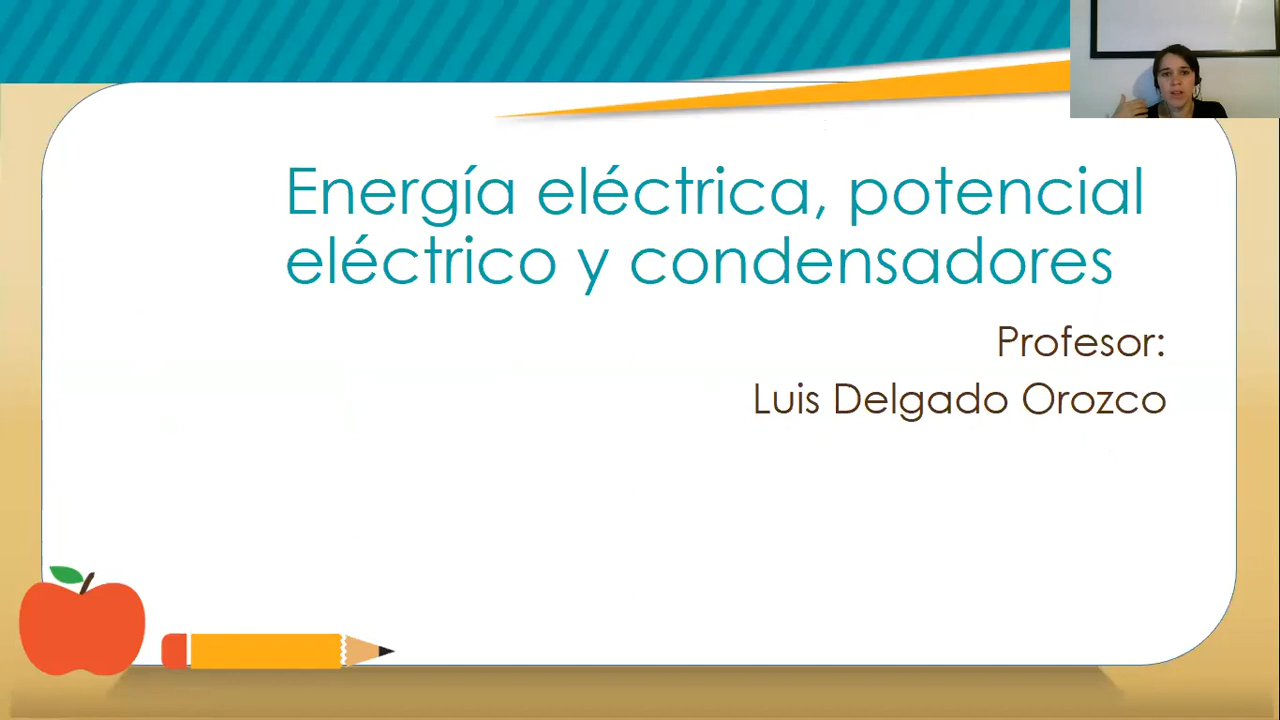 Energía eléctrica, potencial
eléctrico y condensadores
Profesor:
Luis Delgado Orozco